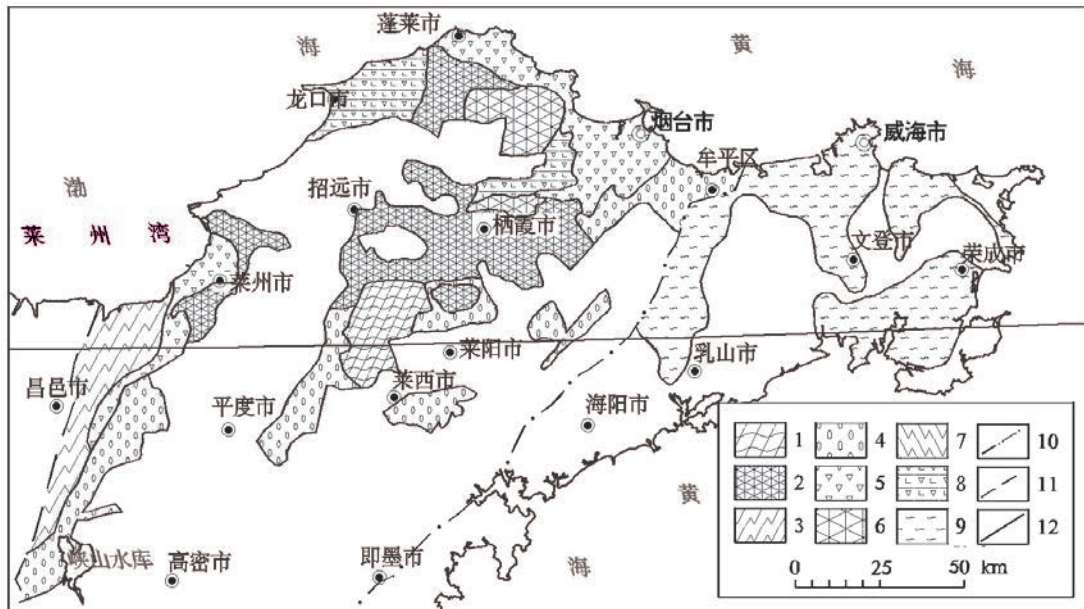 蓬莱市
海
黄
海
龙口市
烟台市
威海市
牟平区
渤
招远市
莱 州 湾
栖霞市
文登市
荣成市
莱州市
莱阳市
乳山市
昌邑市
莱西市
平度市
海阳市
1 4 7 10
2 5 8 11
3 6 9 12
黄
峡山水库
高密市
即墨市
海
0 25 50 km